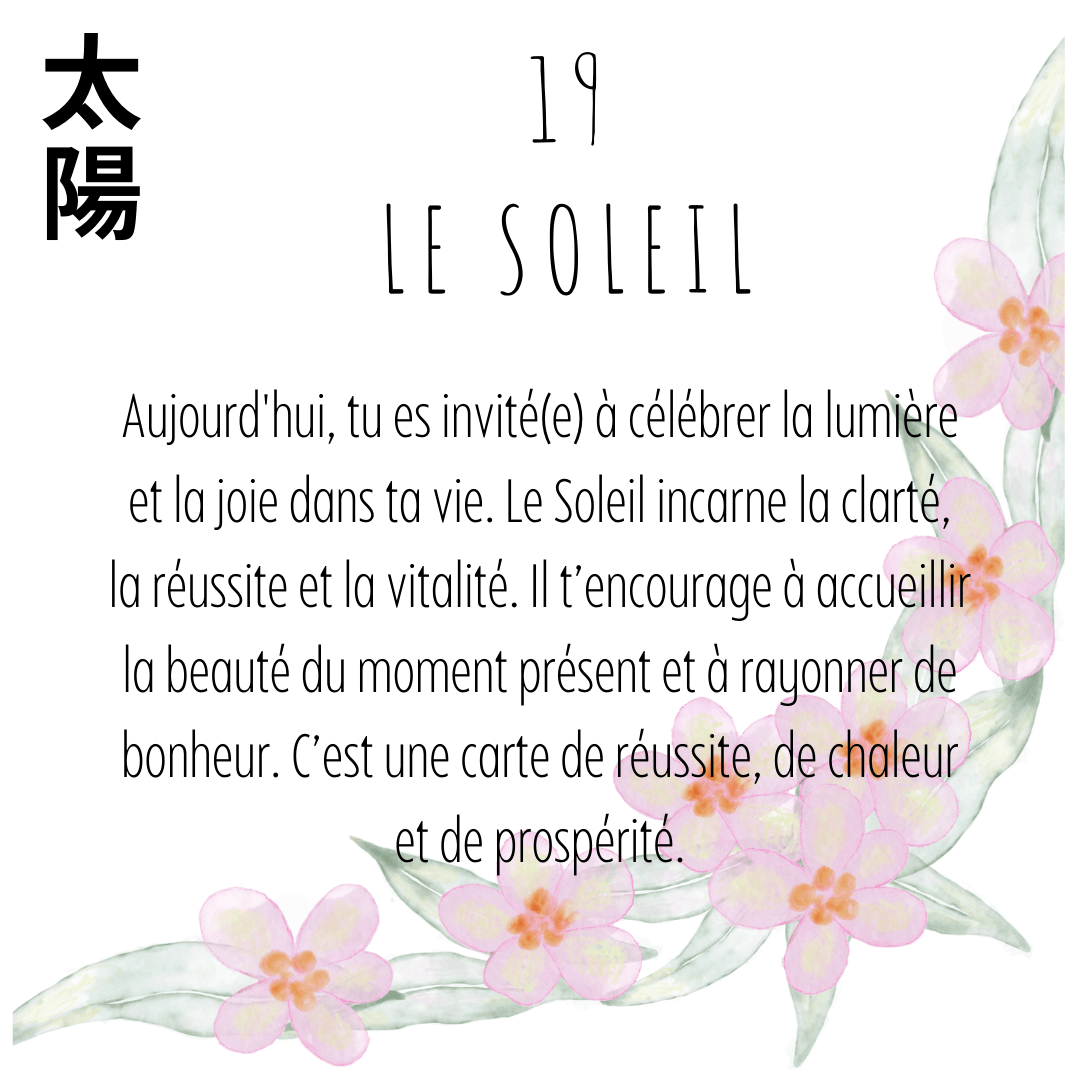 太陽
19
LE SOLEIL
Aujourd'hui, tu es invité(e) à célébrer la lumière
et la joie dans ta vie. Le Soleil incarne la clarté,
la réussite et la vitalité. Il t’encourage à accueillir
la beauté du moment présent et à rayonner de
bonheur. C’est une carte de réussite, de chaleur
et de prospérité.